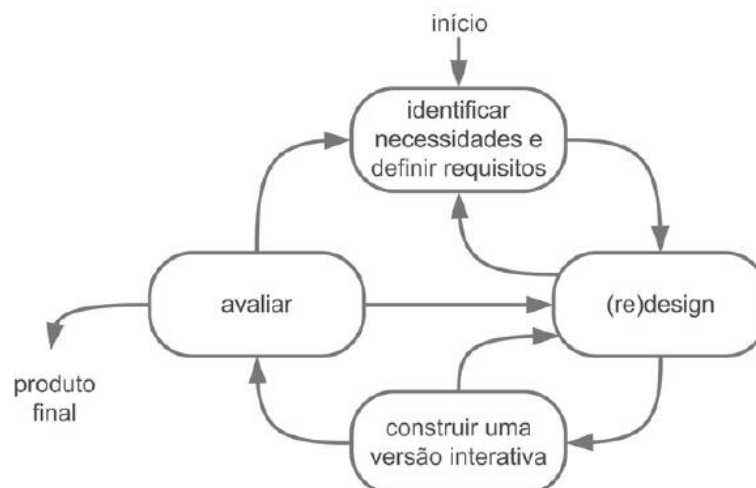 início
identificar
necessidades e
definir requisitos
avaliar
(re)design
produto
final
construir uma
versão interativa